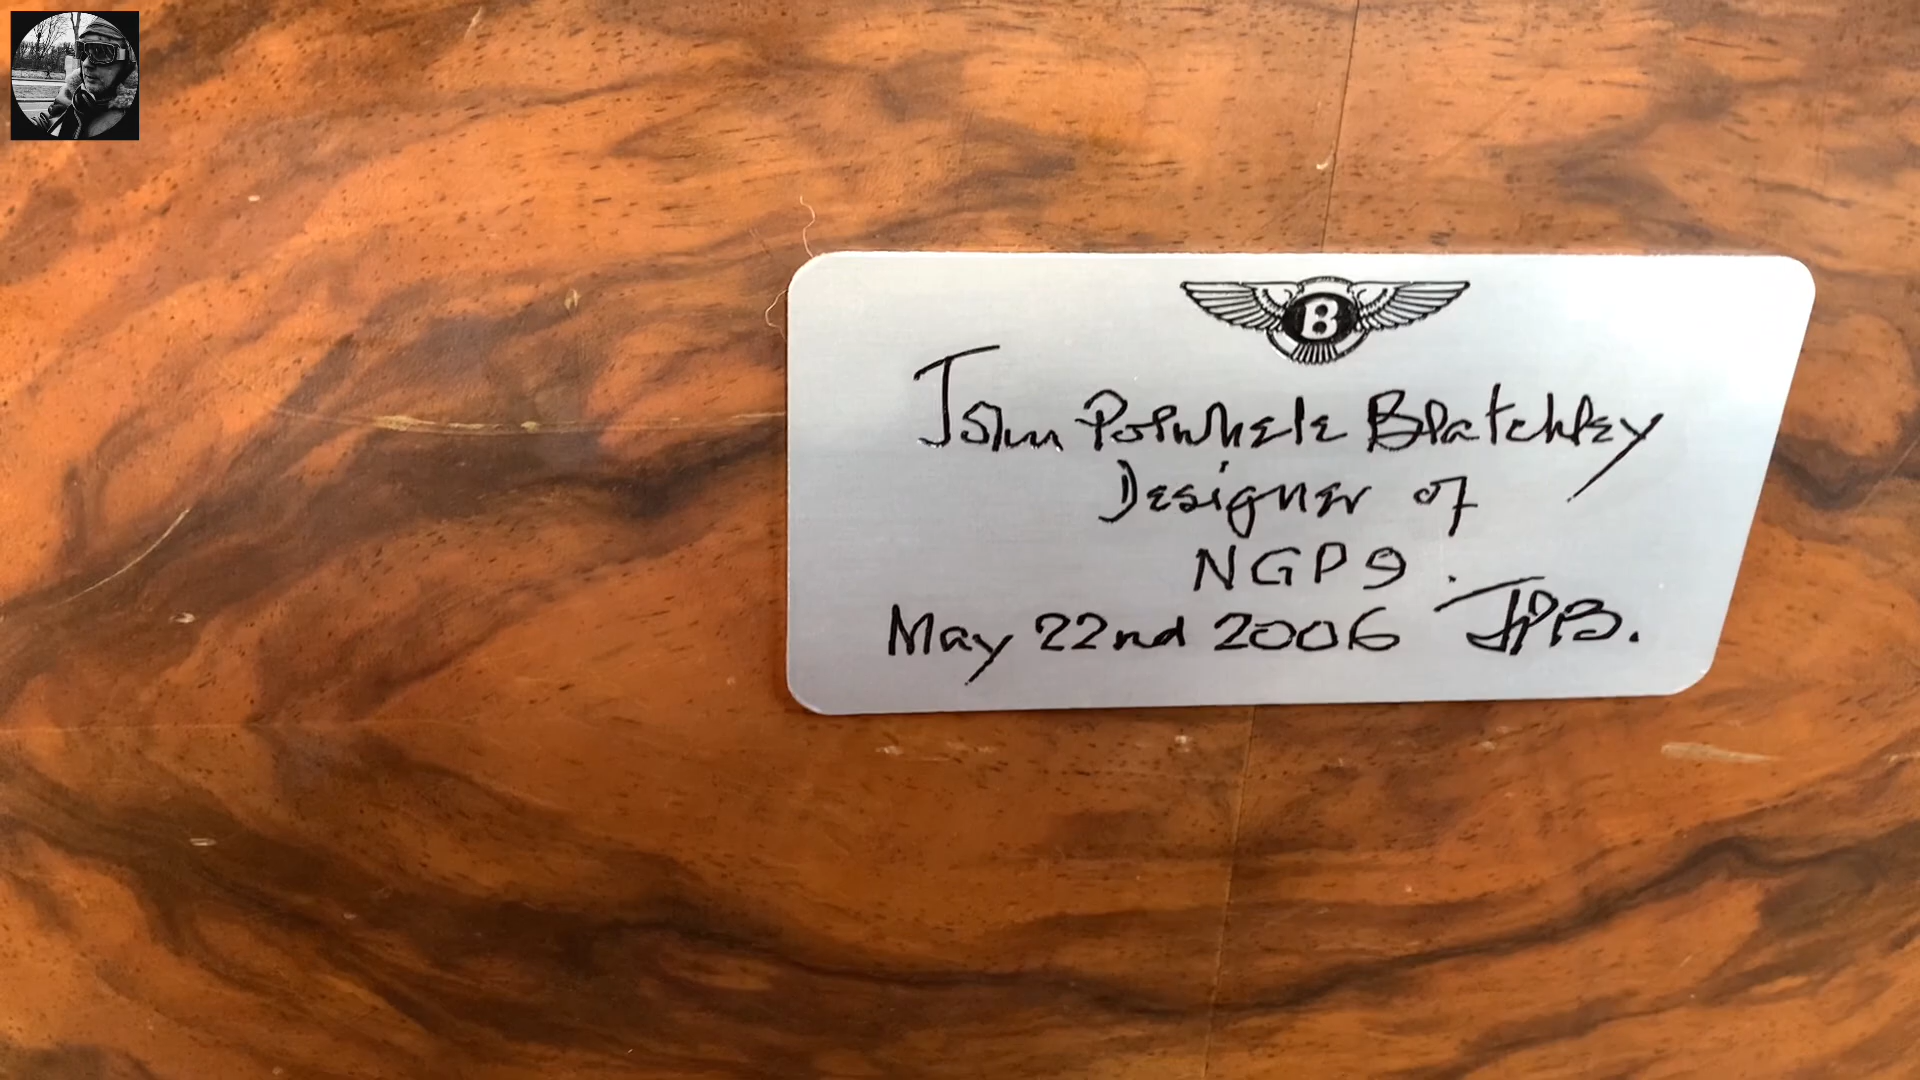 B
John Polwhele Blatchley
Designer of
NGP9.
May 22nd 2006 JPB.